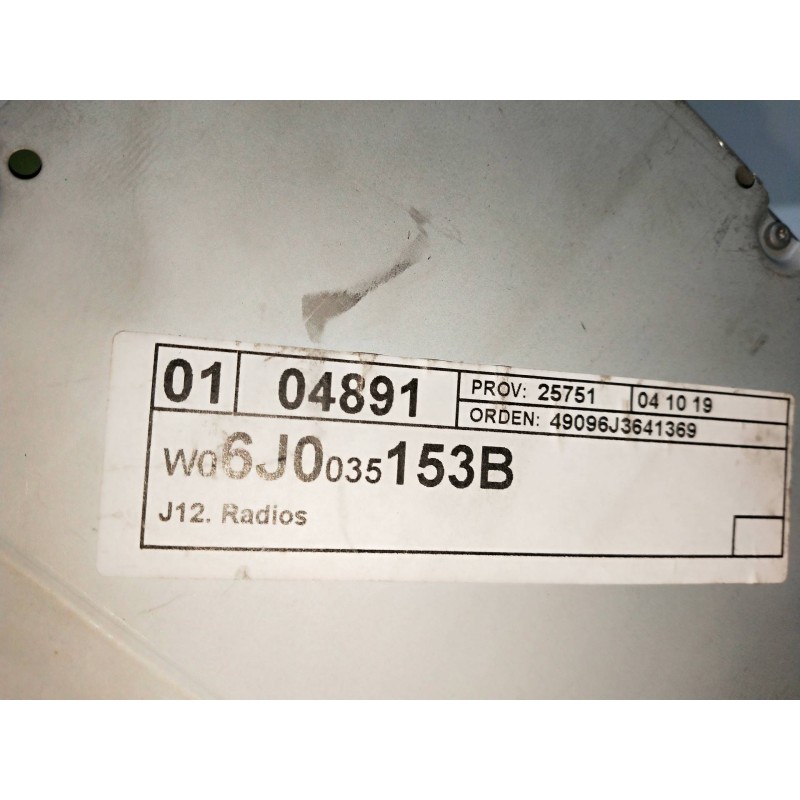 01 04891 PROV: 25751 04 10 19
ORDEN: 49096J3641369
W06J0035153B
J12. Radios